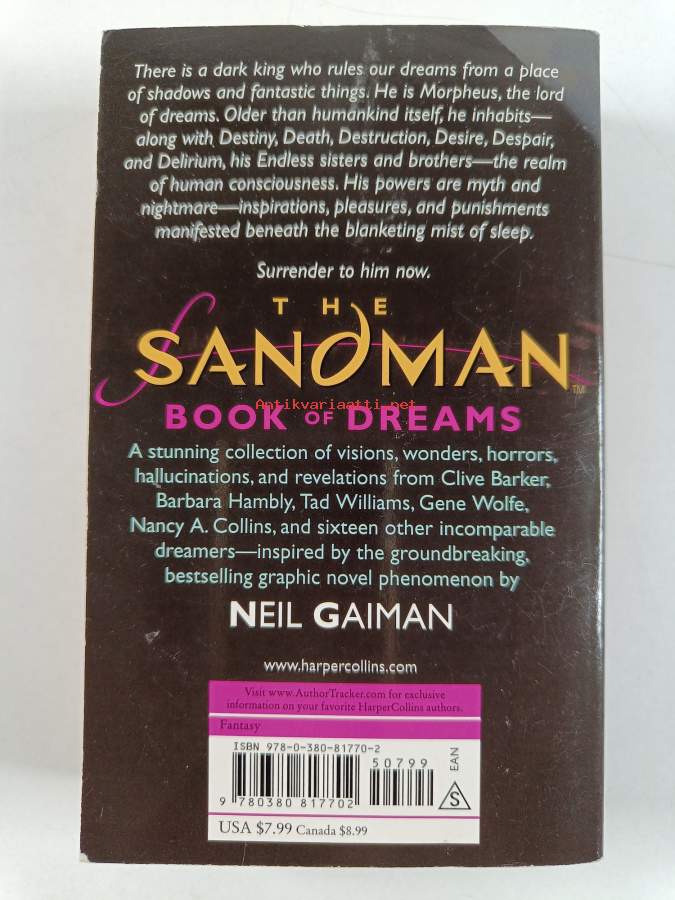 There is a dark king who rules our dreams from a place
of shadows and fantastic things. He is Morpheus, the lord
of dreams. Older than humankind itself, he inhabits—
along with Destiny, Death, Destruction, Desire, Despair,
and Delirium, his Endless sisters and brothers—the realm
of human consciousness. His powers are myth and
nightmare—inspirations, pleasures, and punishments
manifested beneath the blanketing mist of sleep.
Surrender to him now.
THE
SANDMAN™
Antikvariaatti.net
BOOK OF DREAMS
A stunning collection of visions, wonders, horrors,
hallucinations, and revelations from Clive Barker,
Barbara Hambly, Tad Williams, Gene Wolfe,
Nancy A. Collins, and sixteen other incomparable
dreamers—inspired by the groundbreaking,
bestselling graphic novel phenomenon by
NEIL GAIMAN
www.harpercollins.com
Visit www.AuthorTracker.com for exclusive
information on your favorite HarperCollins authors.
Fantasy
ISBN 978-0-380-81770-2
50799
EAN
S
9 780380 817702
USA $7.99 Canada $8.99